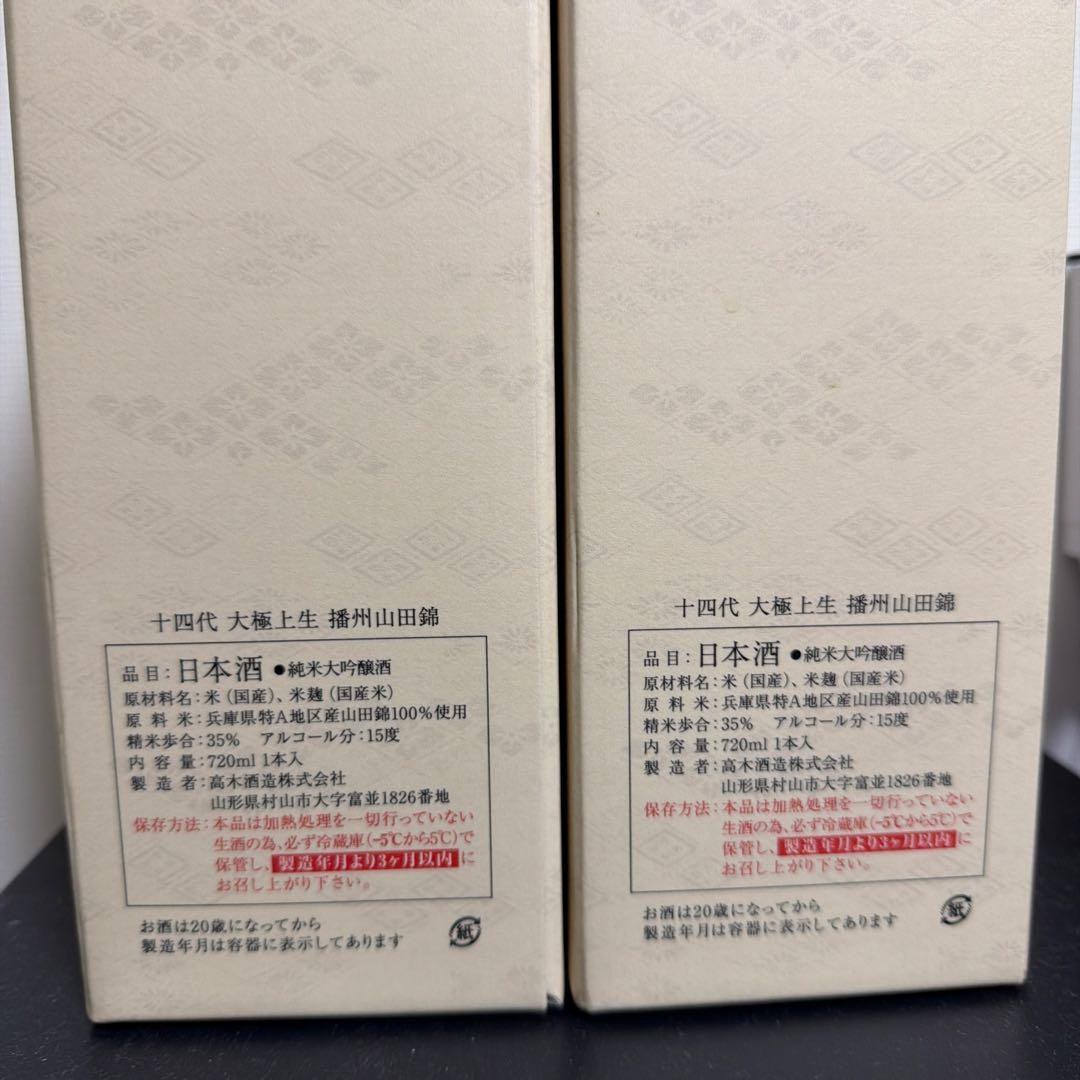 十四代 大極上生 播州山田錦
品目：日本酒 ●純米大吟醸酒
原材料名：米（国産）、米麹（国産米）
原料米：兵庫県特A地区産山田錦100％使用
精米歩合：35％ アルコール分：15度
内容量：720ml 1本入
製造者：高木酒造株式会社
山形県村山市大字富並1826番地
保存方法：本品は加熱処理を一切行っていない
生酒の為、必ず冷蔵庫（-5℃から5℃）で
保管し、製造年月より3ヶ月以内に
お召し上がり下さい。
お酒は20歳になってから
製造年月は容器に表示してあります
紙
十四代 大極上生 播州山田錦
品目：日本酒 ●純米大吟醸酒
原材料名：米（国産）、米麹（国産米）
原料米：兵庫県特A地区産山田錦100％使用
精米歩合：35％ アルコール分：15度
内容量：720ml 1本入
製造者：高木酒造株式会社
山形県村山市大字富並1826番地
保存方法：本品は加熱処理を一切行っていない
生酒の為、必ず冷蔵庫（-5℃から5℃）で
保管し、製造年月より3ヶ月以内に
お召し上がり下さい。
お酒は20歳になってから
製造年月は容器に表示してあります
紙